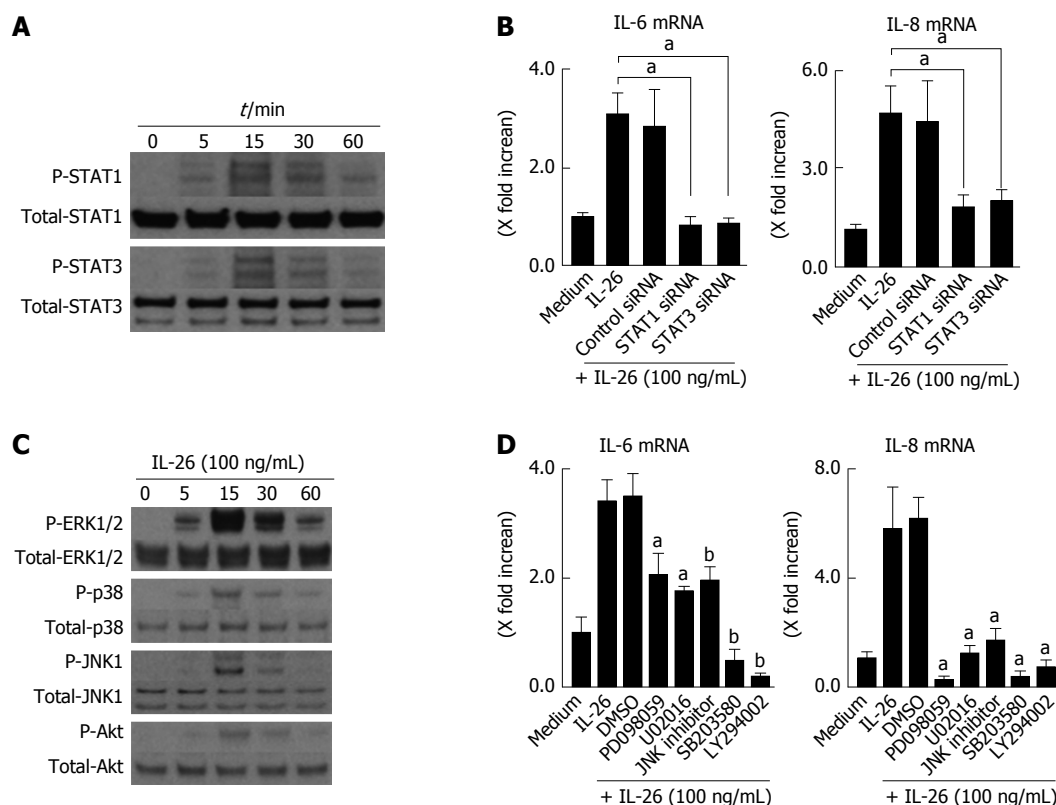 A
t/min
0 5 15 30 60
P-STAT1
Total-STAT1
P-STAT3
Total-STAT3
B
IL-6 mRNA
a
a
4.0
2.0
0.0
(X fold increan)
Medium
IL-26
Control siRNA
STAT1 siRNA
STAT3 siRNA
+ IL-26 (100 ng/mL)
IL-8 mRNA
a
a
6.0
3.0
0.0
(X fold increan)
Medium
IL-26
Control siRNA
STAT1 siRNA
STAT3 siRNA
+ IL-26 (100 ng/mL)
C
IL-26 (100 ng/mL)
0 5 15 30 60
P-ERK1/2
Total-ERK1/2
P-p38
Total-p38
P-JNK1
Total-JNK1
P-Akt
Total-Akt
D
IL-6 mRNA
4.0
2.0
0.0
(X fold increan)
a
a
b
b
b
Medium
IL-26
DMSO
PD098059
U02016
JNK inhibitor
SB203580
LY294002
+ IL-26 (100 ng/mL)
IL-8 mRNA
8.0
4.0
0.0
(X fold increan)
a
a
a
a
a
Medium
IL-26
DMSO
PD098059
U02016
JNK inhibitor
SB203580
LY294002
+ IL-26 (100 ng/mL)